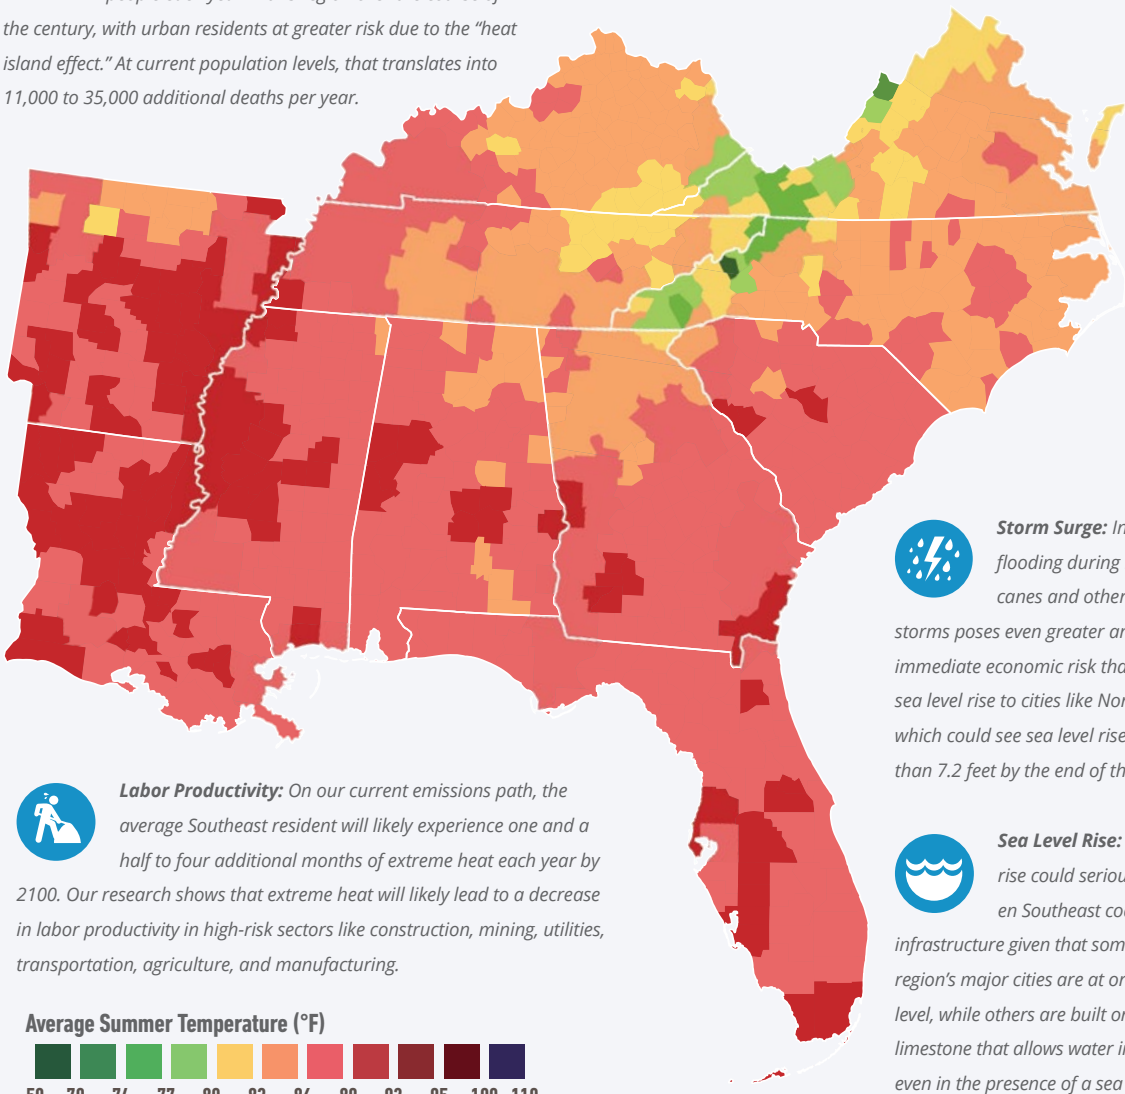 the century, with urban residents at greater risk due to the “heat
island effect.” At current population levels, that translates into
11,000 to 35,000 additional deaths per year.
Storm Surge: In
flooding during
canes and other
storms poses even greater an
immediate economic risk tha
sea level rise to cities like Nor
which could see sea level rise
than 7.2 feet by the end of th
Labor Productivity: On our current emissions path, the
average Southeast resident will likely experience one and a
half to four additional months of extreme heat each year by
2100. Our research shows that extreme heat will likely lead to a decrease
in labor productivity in high-risk sectors like construction, mining, utilities,
transportation, agriculture, and manufacturing.
Sea Level Rise:
rise could seriou
en Southeast coa
infrastructure given that som
region’s major cities are at or
level, while others are built on
limestone that allows water in
even in the presence of a sea
Average Summer Temperature (°F)